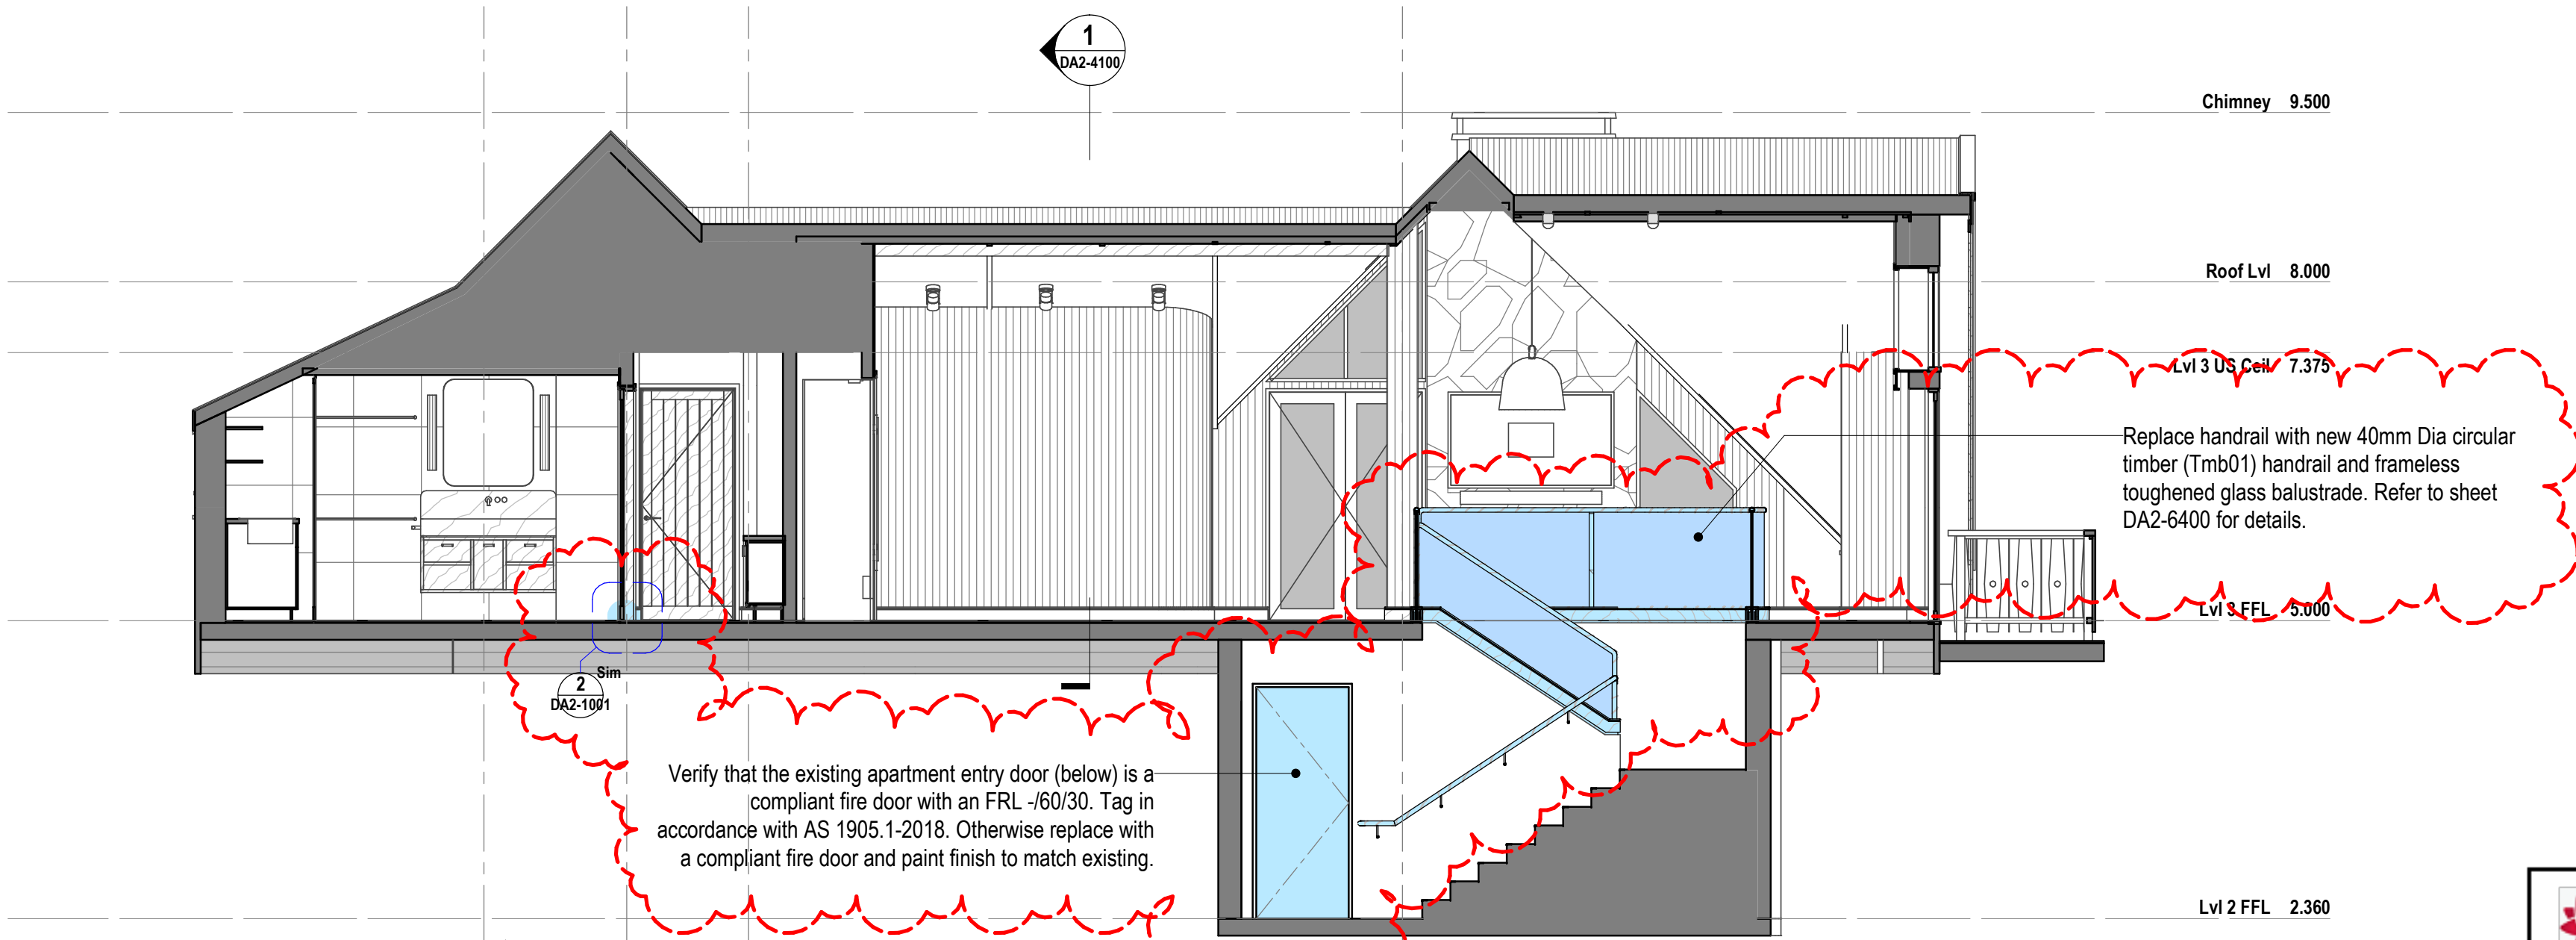 1
DA2-4100
Chimney 9.500
Roof Lvl 8.000
Lvl 3 US Ceil 7.375
Replace handrail with new 40mm Dia circular
timber (Tmb01) handrail and frameless
toughened glass balustrade. Refer to sheet
DA2-6400 for details.
Lvl 3 FFL 5.000
Sim
2
DA2-1001
Verify that the existing apartment entry door (below) is a
compliant fire door with an FRL -/60/30. Tag in
accordance with AS 1905.1-2018. Otherwise replace with
a compliant fire door and paint finish to match existing.
Lvl 2 FFL 2.360